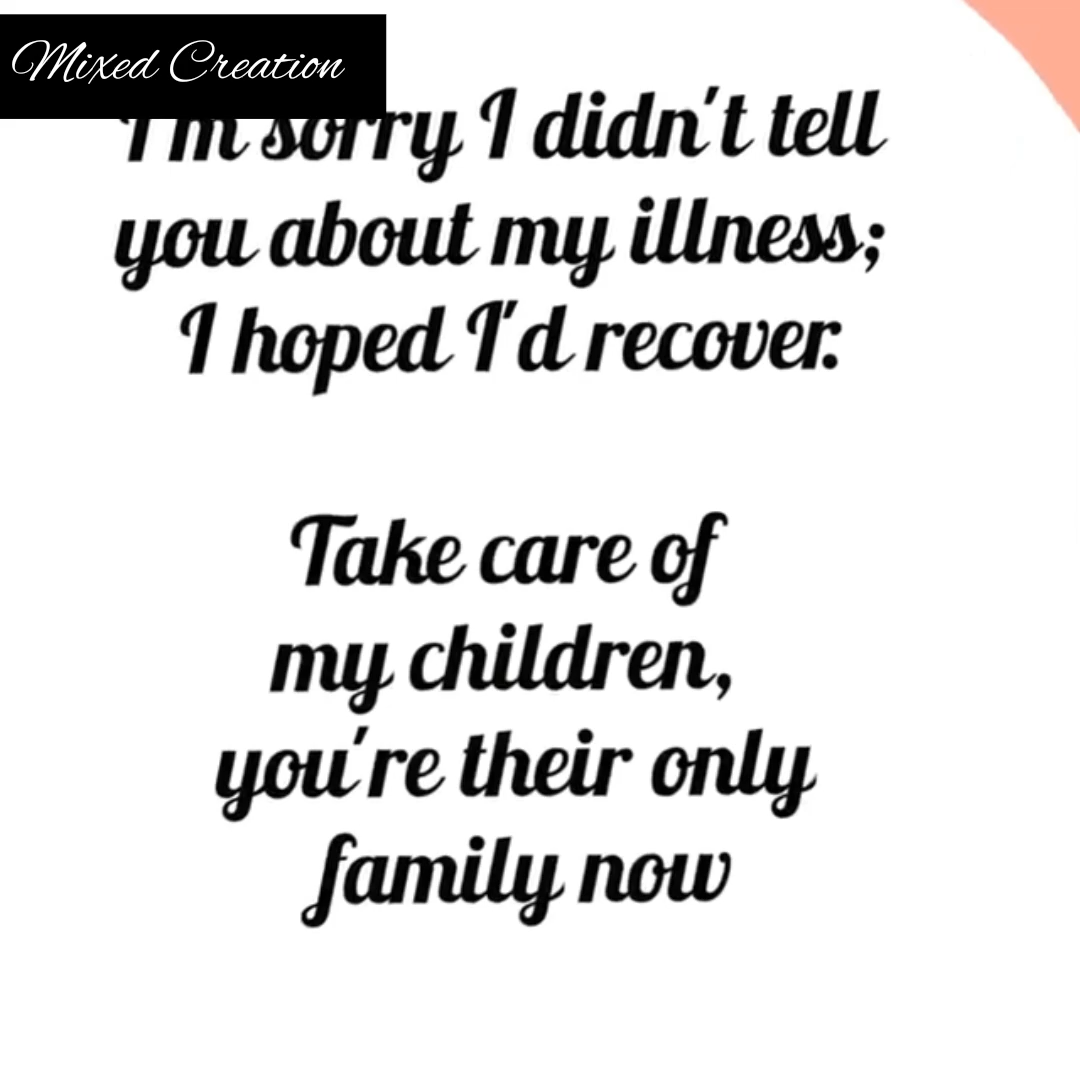 Mixed Creation
I'm sorry I didn't tell
you about my illness;
I hoped I'd recover.
Take care of
my children,
you're their only
family now